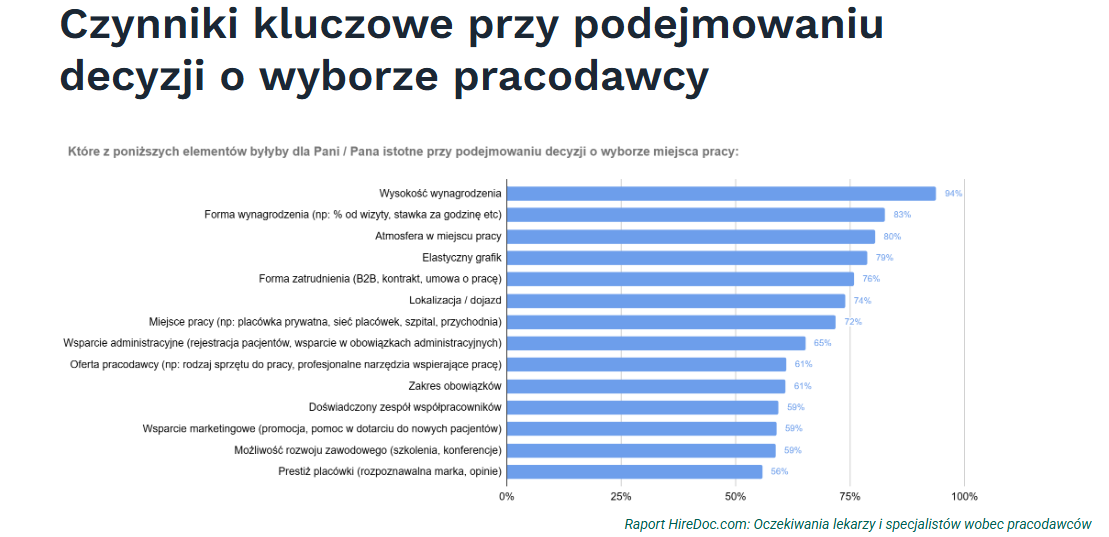 Czynniki kluczowe przy podejmowaniu
decyzji o wyborze pracodawcy
Które z poniższych elementów byłyby dla Pani / Pana istotne przy podejmowaniu decyzji o wyborze miejsca pracy:
Wysokość wynagrodzenia 94%
Forma wynagrodzenia (np: % od wizyty, stawka za godzinę etc) 83%
Atmosfera w miejscu pracy 80%
Elastyczny grafik 79%
Forma zatrudnienia (B2B, kontrakt, umowa o pracę) 76%
Lokalizacja / dojazd 74%
Miejsce pracy (np: placówka prywatna, sieć placówek, szpital, przychodnia) 72%
Wsparcie administracyjne (rejestracja pacjentów, wsparcie w obowiązkach administracyjnych) 65%
Oferta pracodawcy (np: rodzaj sprzętu do pracy, profesjonalne narzędzia wspierające pracę) 61%
Zakres obowiązków 61%
Doświadczony zespół współpracowników 59%
Wsparcie marketingowe (promocja, pomoc w dotarciu do nowych pacjentów) 59%
Możliwość rozwoju zawodowego (szkolenia, konferencje) 59%
Prestiż placówki (rozpoznawalna marka, opinie) 56%
0% 25% 50% 75% 100%
Raport HireDoc.com: Oczekiwania lekarzy i specjalistów wobec pracodawców